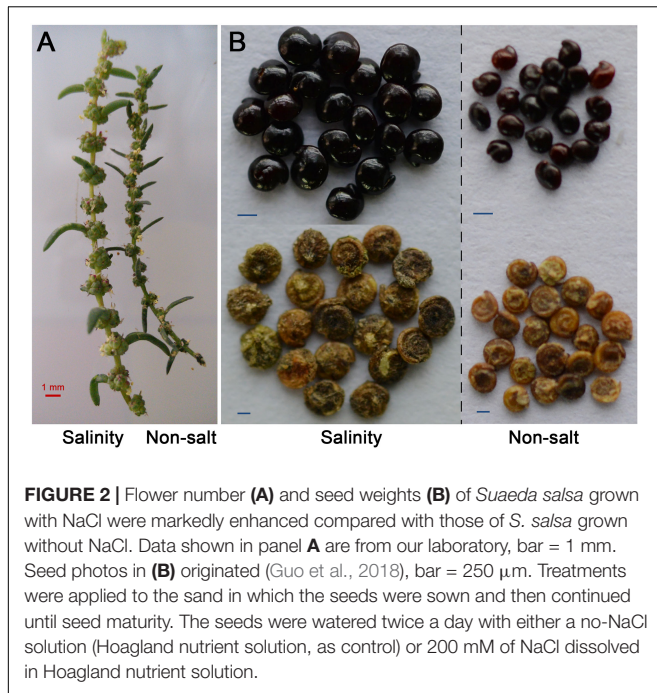 A
B
1 mm
Salinity Non-salt
Salinity
Non-salt
FIGURE 2 | Flower number (A) and seed weights (B) of Suaeda salsa grown
with NaCl were markedly enhanced compared with those of S. salsa grown
without NaCl. Data shown in panel A are from our laboratory, bar = 1 mm.
Seed photos in (B) originated (Guo et al., 2018), bar = 250 μm. Treatments
were applied to the sand in which the seeds were sown and then continued
until seed maturity. The seeds were watered twice a day with either a no-NaCl
solution (Hoagland nutrient solution, as control) or 200 mM of NaCl dissolved
in Hoagland nutrient solution.